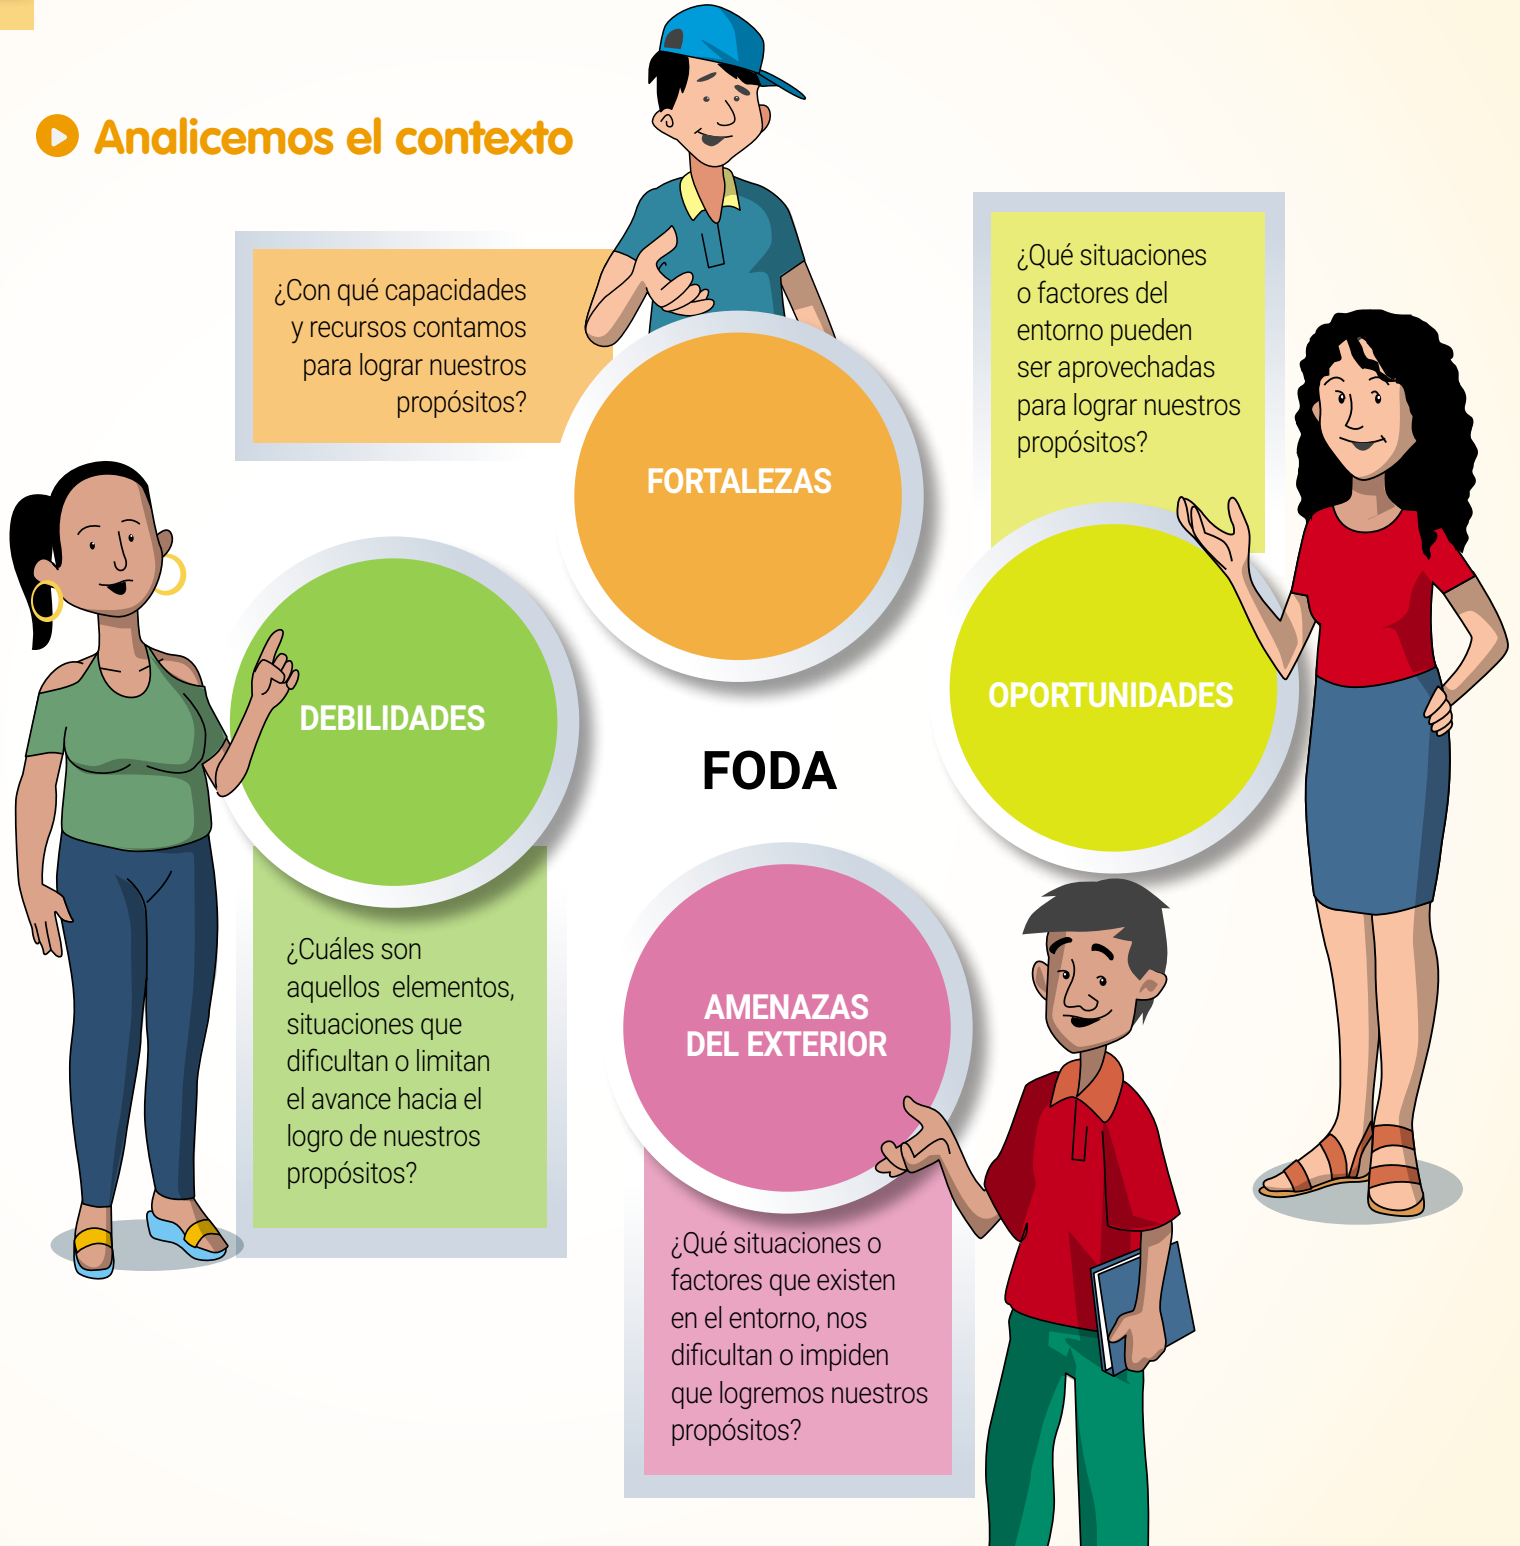 Analicemos el contexto
¿Con qué capacidades
y recursos contamos
para lograr nuestros
propósitos?
FORTALEZAS
¿Qué situaciones
o factores del
entorno pueden
ser aprovechadas
para lograr nuestros
propósitos?
OPORTUNIDADES
DEBILIDADES
¿Cuáles son
aquellos  elementos,
situaciones que
dificultan o limitan
el avance hacia el
logro de nuestros
propósitos?
FODA
AMENAZAS
DEL EXTERIOR
¿Qué situaciones o
factores que existen
en el entorno, nos
dificultan o impiden
que logremos nuestros
propósitos?